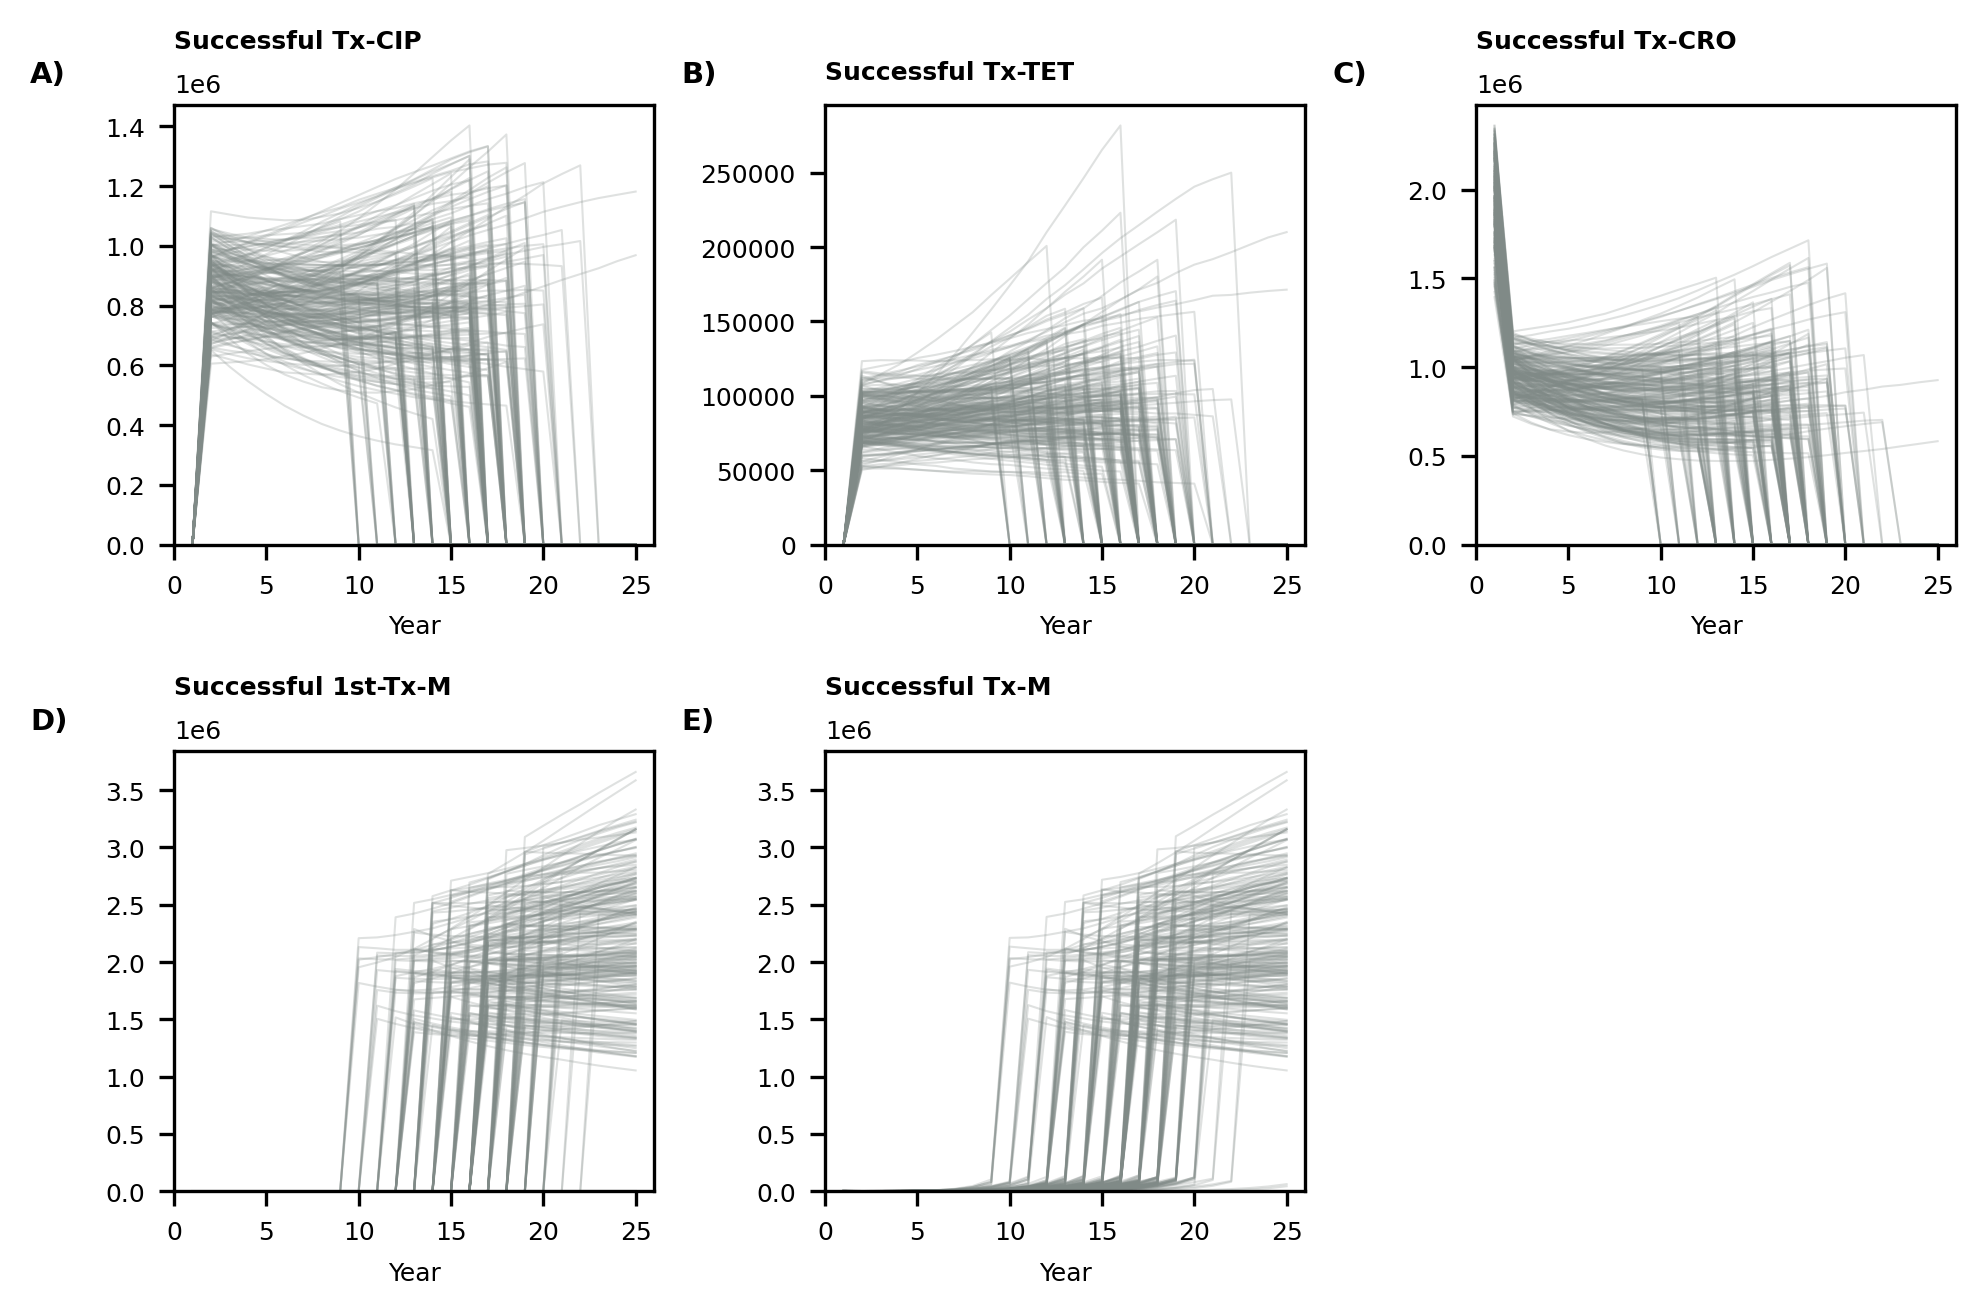 A)
Successful Tx-CIP
1e6
1.4
1.2
1.0
0.8
0.6
0.4
0.2
0.0
0 5 10 15 20 25
Year
B)
Successful Tx-TET
250000
200000
150000
100000
50000
0
0 5 10 15 20 25
Year
C)
Successful Tx-CRO
1e6
2.0
1.5
1.0
0.5
0.0
0 5 10 15 20 25
Year
D)
Successful 1st-Tx-M
1e6
3.5
3.0
2.5
2.0
1.5
1.0
0.5
0.0
0 5 10 15 20 25
Year
E)
Successful Tx-M
1e6
3.5
3.0
2.5
2.0
1.5
1.0
0.5
0.0
0 5 10 15 20 25
Year